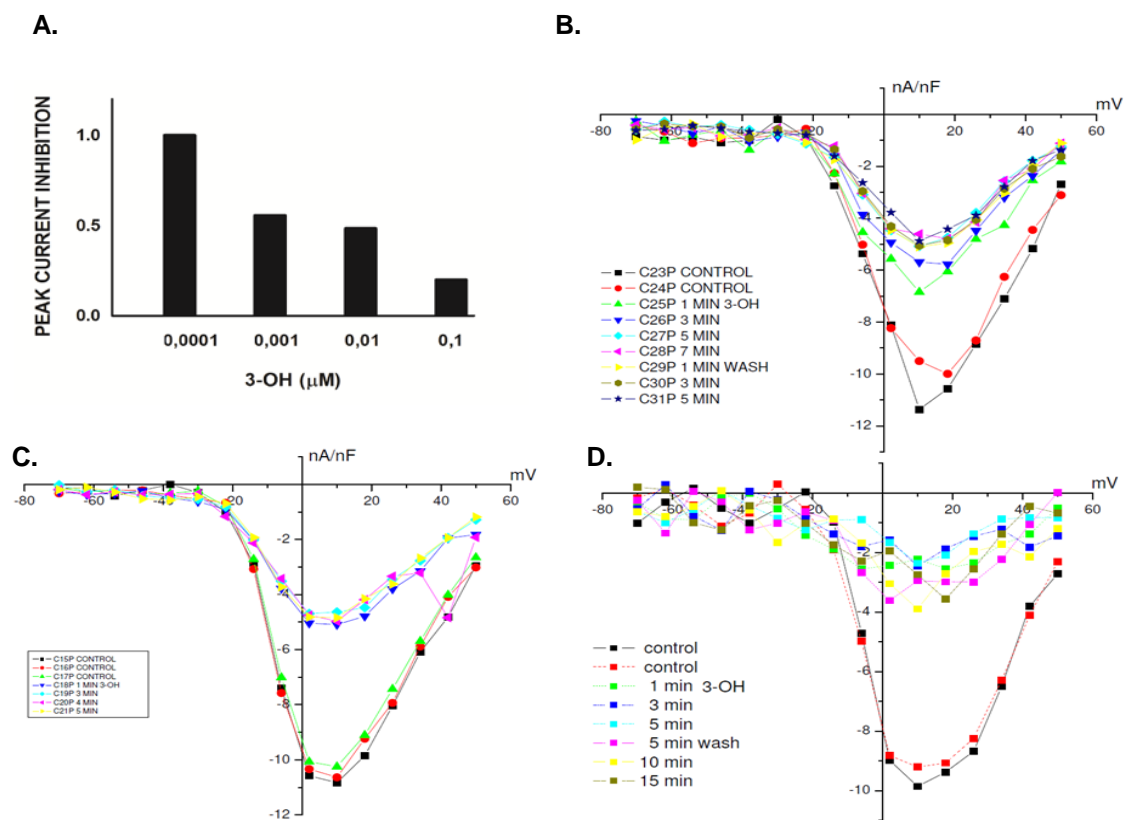 A.
PEAK CURRENT INHIBITION
1.0
0.5
0.0
0,0001 0,001 0,01 0,1
3-OH (µM)
B.
nA/nF
mV
-80 -60 -20 20 40 60
-2
-4
-6
-8
-10
-12
C23P CONTROL
C24P CONTROL
C25P 1 MIN 3-OH
C26P 3 MIN
C27P 5 MIN
C28P 7 MIN
C29P 1 MIN WASH
C30P 3 MIN
C31P 5 MIN
C.
nA/nF
mV
-80 -60 -40 -20 20 40 60
-2
-4
-6
-8
-10
-12
C15P CONTROL
C16P CONTROL
C17P CONTROL
C18P 1 MIN 3-OH
C19P 3 MIN
C20P 4 MIN
C21P 5 MIN
D.
mV
-80 -60 -40 -20 20 40 60
-2
-4
-6
-8
-10
control
control
1 min 3-OH
3 min
5 min
5 min wash
10 min
15 min